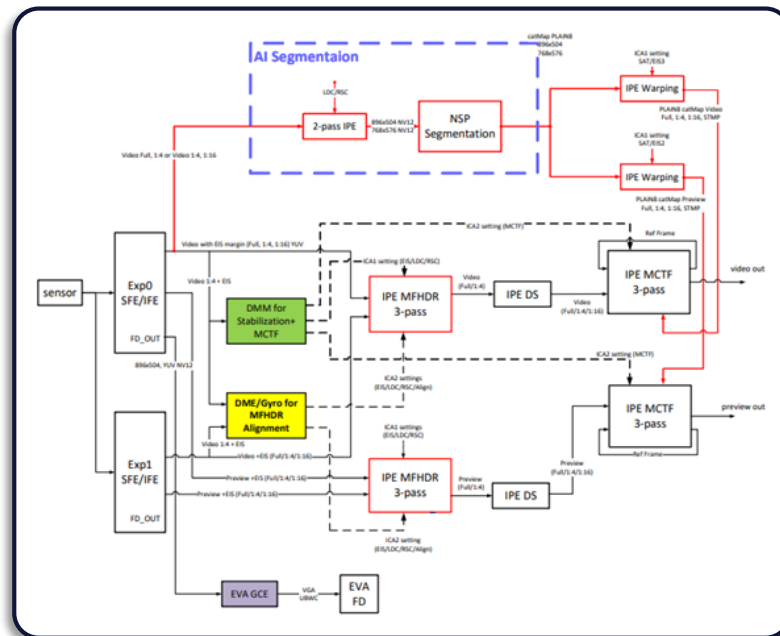 catMap PLAIN8
896x504
768x576
AI Segmentaion
LDC/RSC
2-pass IPE
896x504 NV12
768x576 NV12
NSP
Segmentation
ICA1 setting
SAT/EIS3
IPE Warping
PLAIN8 catMap Video
Full, 1:4, 1:16, STMP
ICA1 setting
SAT/EIS2
IPE Warping
PLAIN8 catMap Preview
Full, 1:4, 1:16, STMP
Video Full, 1:4 or Video 1:4, 1:16
ICA2 setting (MCTF)
Video with EIS margin (Full, 1:4, 1:16) YUV
ICA1 setting (EIS/LDC/RSC)
Ref Frame
sensor
Exp0
SFE/IFE
FD_OUT
Video 1:4 + EIS
DMM for
Stabilization+
MCTF
IPE MFHDR
3-pass
Video
(Full/1:4)
IPE DS
Video
(Full/1:4/1:16)
IPE MCTF
3-pass
video out
896x504, YUV NV12
ICA2 setting (MCTF)
ICA2 settings
(EIS/LDC/RSC/Align)
DME/Gyro for
MFHDR
Alignment
Video 1:4 + EIS
Video +EIS (Full/1:4/1:16)
ICA1 settings
(EIS/LDC/RSC)
IPE MCTF
3-pass
preview out
Ref Frame
Exp1
SFE/IFE
FD_OUT
Preview +EIS (Full/1:4/1:16)
Preview +EIS (Full/1:4/1:16)
IPE MFHDR
3-pass
Preview
(Full/1:4)
IPE DS
Preview
(Full/1:4/1:16)
ICA2 setting
(EIS/LDC/RSC/Align)
EVA GCE
VGA
UBWC
EVA
FD